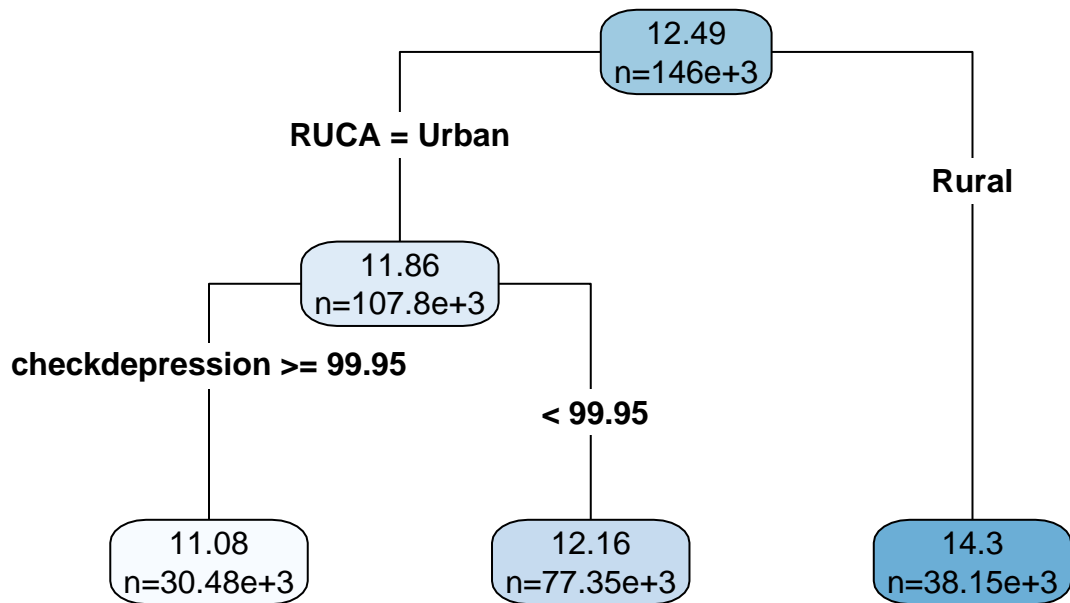 12.49
n=146e+3
RUCA = Urban
Rural
11.86
n=107.8e+3
checkdepression >= 99.95
< 99.95
11.08
n=30.48e+3
12.16
n=77.35e+3
14.3
n=38.15e+3